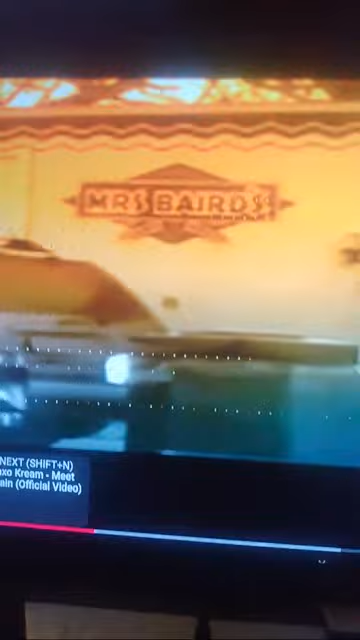 MRS BAIRD'S
NEXT (SHIFT+N)
axo Kream - Meet
ain (Official Video)